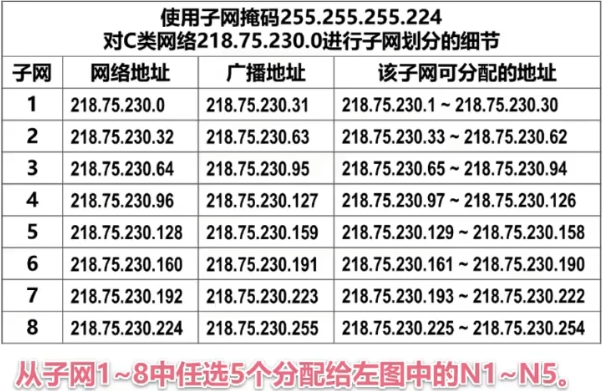 使用子网掩码255.255.255.224
对C类网络218.75.230.0进行子网划分的细节
子网 网络地址 广播地址 该子网可分配的地址
1 218.75.230.0 218.75.230.31 218.75.230.1 ~ 218.75.230.30
2 218.75.230.32 218.75.230.63 218.75.230.33 ~ 218.75.230.62
3 218.75.230.64 218.75.230.95 218.75.230.65 ~ 218.75.230.94
4 218.75.230.96 218.75.230.127 218.75.230.97 ~ 218.75.230.126
5 218.75.230.128 218.75.230.159 218.75.230.129 ~ 218.75.230.158
6 218.75.230.160 218.75.230.191 218.75.230.161 ~ 218.75.230.190
7 218.75.230.192 218.75.230.223 218.75.230.193 ~ 218.75.230.222
8 218.75.230.224 218.75.230.255 218.75.230.225 ~ 218.75.230.254
从子网1~8中任选5个分配给左图中的N1~N5。